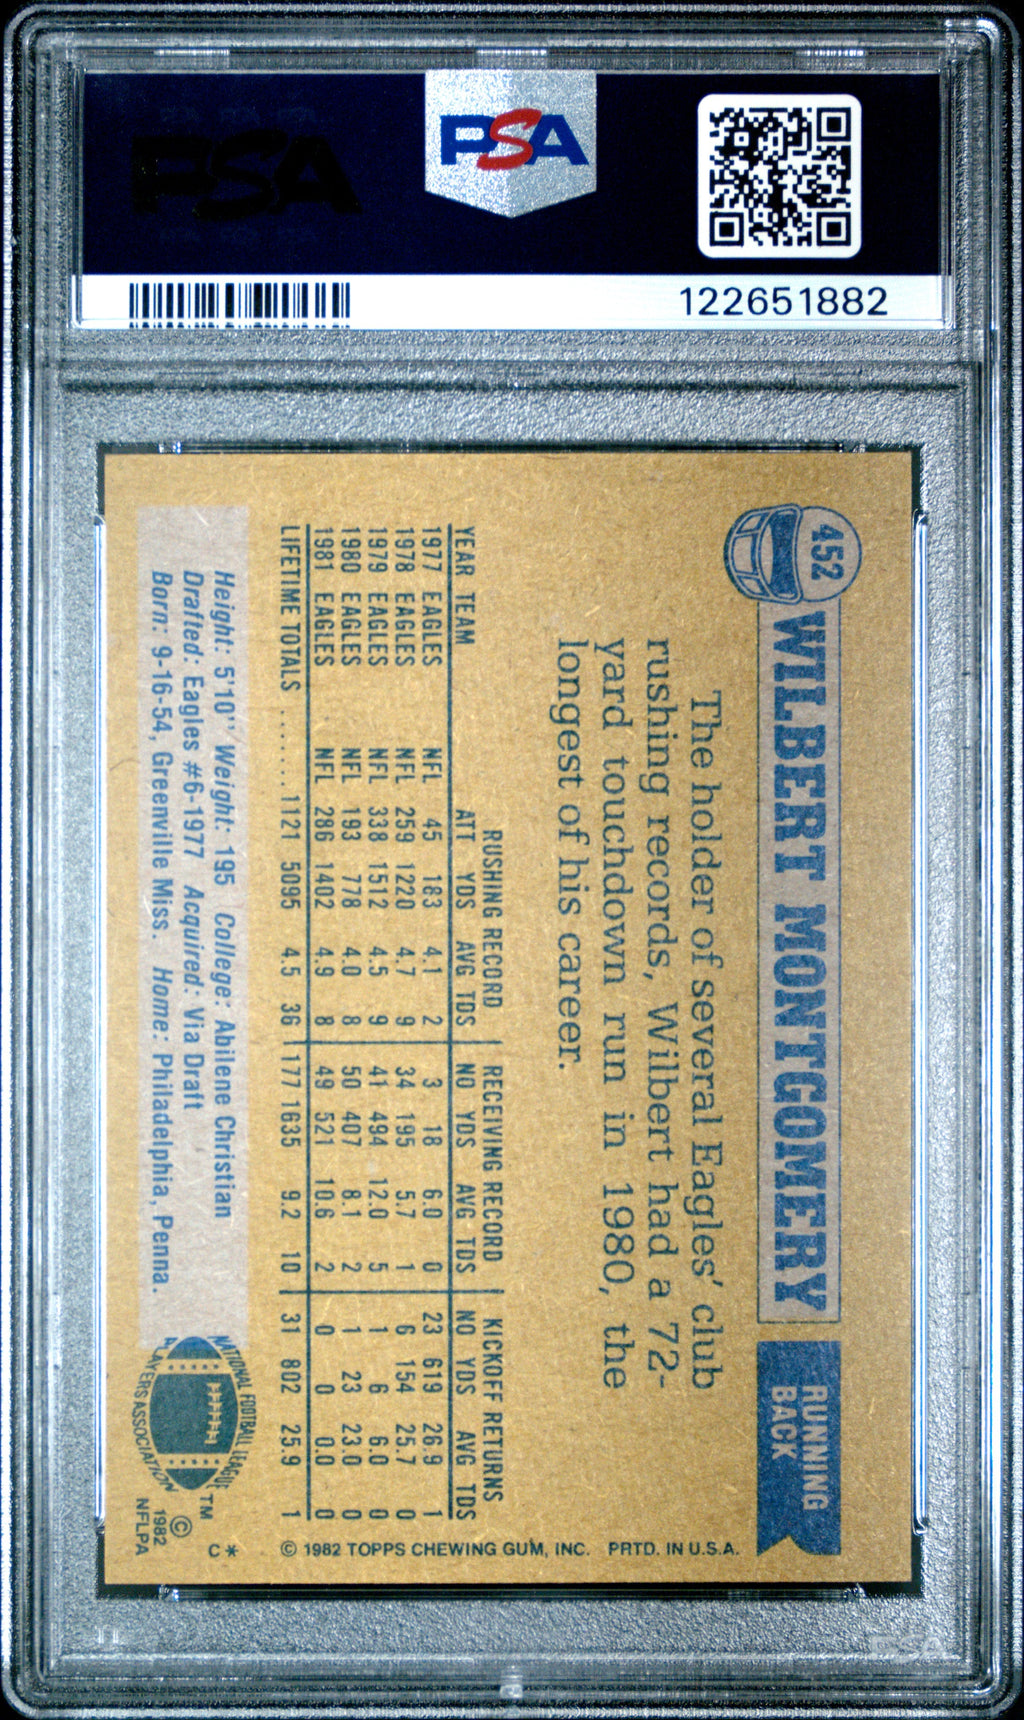 PSA
PSA
122651882
452
WILBERT MONTGOMERY
RUNNING
BACK
The holder of several Eagles' club
rushing records, Wilbert had a 72-
yard touchdown run in 1980, the
longest of his career.
RUSHING RECORD RECEIVING RECORD KICKOFF RETURNS
YEAR TEAM ATT YDS AVG TDS NO YDS AVG TDS NO YDS AVG TDS
1977 EAGLES NFL 45 183 4.1 2 3 18 6.0 0 23 619 26.9 1
1978 EAGLES NFL 259 1220 4.7 9 34 195 5.7 1 6 154 25.7 0
1979 EAGLES NFL 338 1512 4.5 9 41 494 12.0 5 1 6 6.0 0
1980 EAGLES NFL 193 778 4.0 8 50 407 8.1 2 1 23 23.0 0
1981 EAGLES NFL 286 1402 4.9 8 49 521 10.6 2 0 0 0.0 0
LIFETIME TOTALS ........1121 5095 4.5 36 177 1635 9.2 10 31 802 25.9 1
Height: 5'10" Weight: 195 College: Abilene Christian
Drafted: Eagles #6-1977 Acquired: Via Draft
Born: 9-16-54, Greenville Miss. Home: Philadelphia, Penna.
NATIONAL FOOTBALL LEAGUE
PLAYERS ASSOCIATION
TM
©
1982
NFLPA
C*
© 1982 TOPPS CHEWING GUM, INC. PRTD. IN U.S.A.
PSA